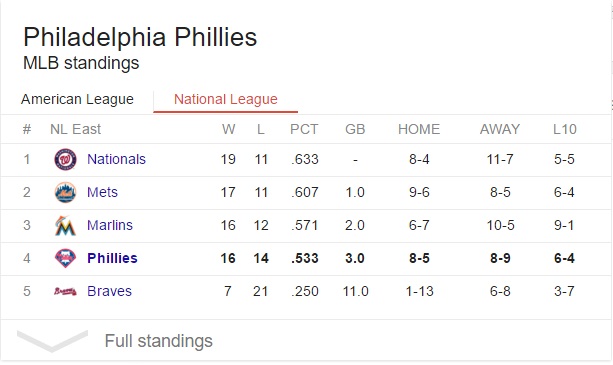 Philadelphia Phillies
MLB standings
American League National League
# NL East W L PCT GB HOME AWAY L10
1 Nationals 19 11 .633 - 8-4 11-7 5-5
2 Mets 17 11 .607 1.0 9-6 8-5 6-4
3 Marlins 16 12 .571 2.0 6-7 10-5 9-1
4 Phillies 16 14 .533 3.0 8-5 8-9 6-4
5 Braves 7 21 .250 11.0 1-13 6-8 3-7
Full standings